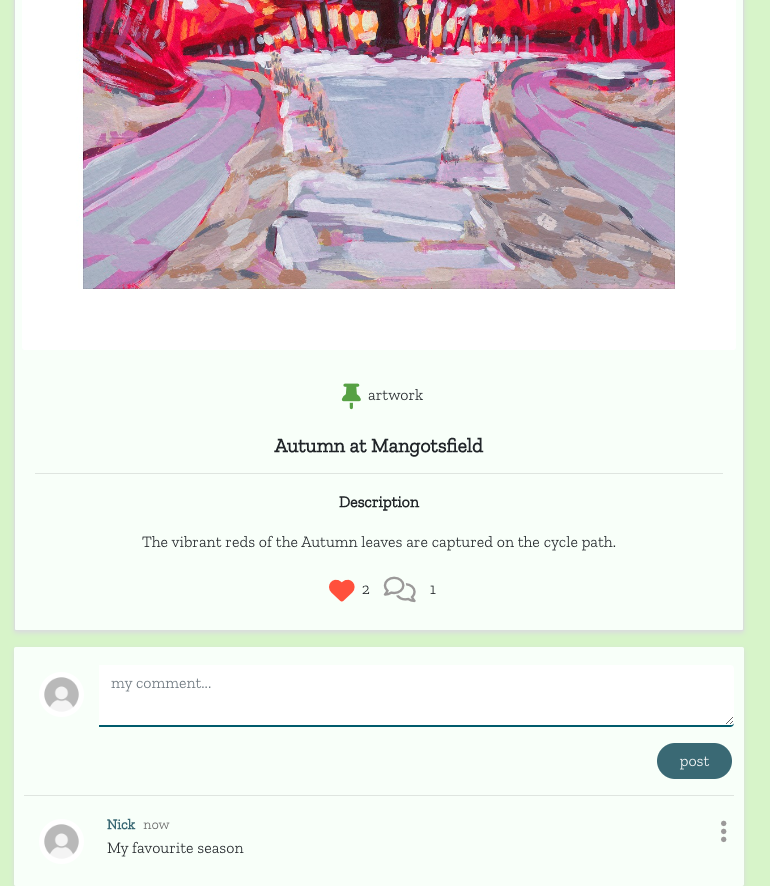 artwork
Autumn at Mangotsfield
Description
The vibrant reds of the Autumn leaves are captured on the cycle path.
2 1
my comment...
post
Nick now
My favourite season